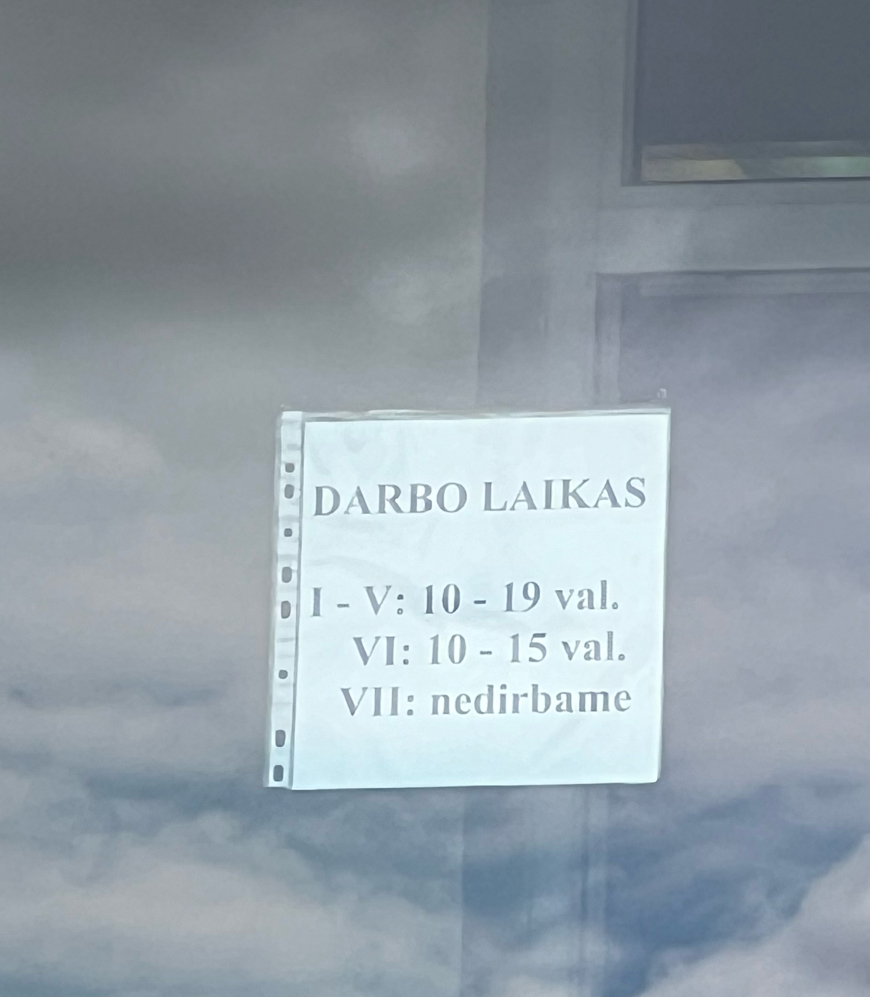 DARBO LAIKAS
I - V: 10 - 19 val.
VI: 10 - 15 val.
VII: nedirbame